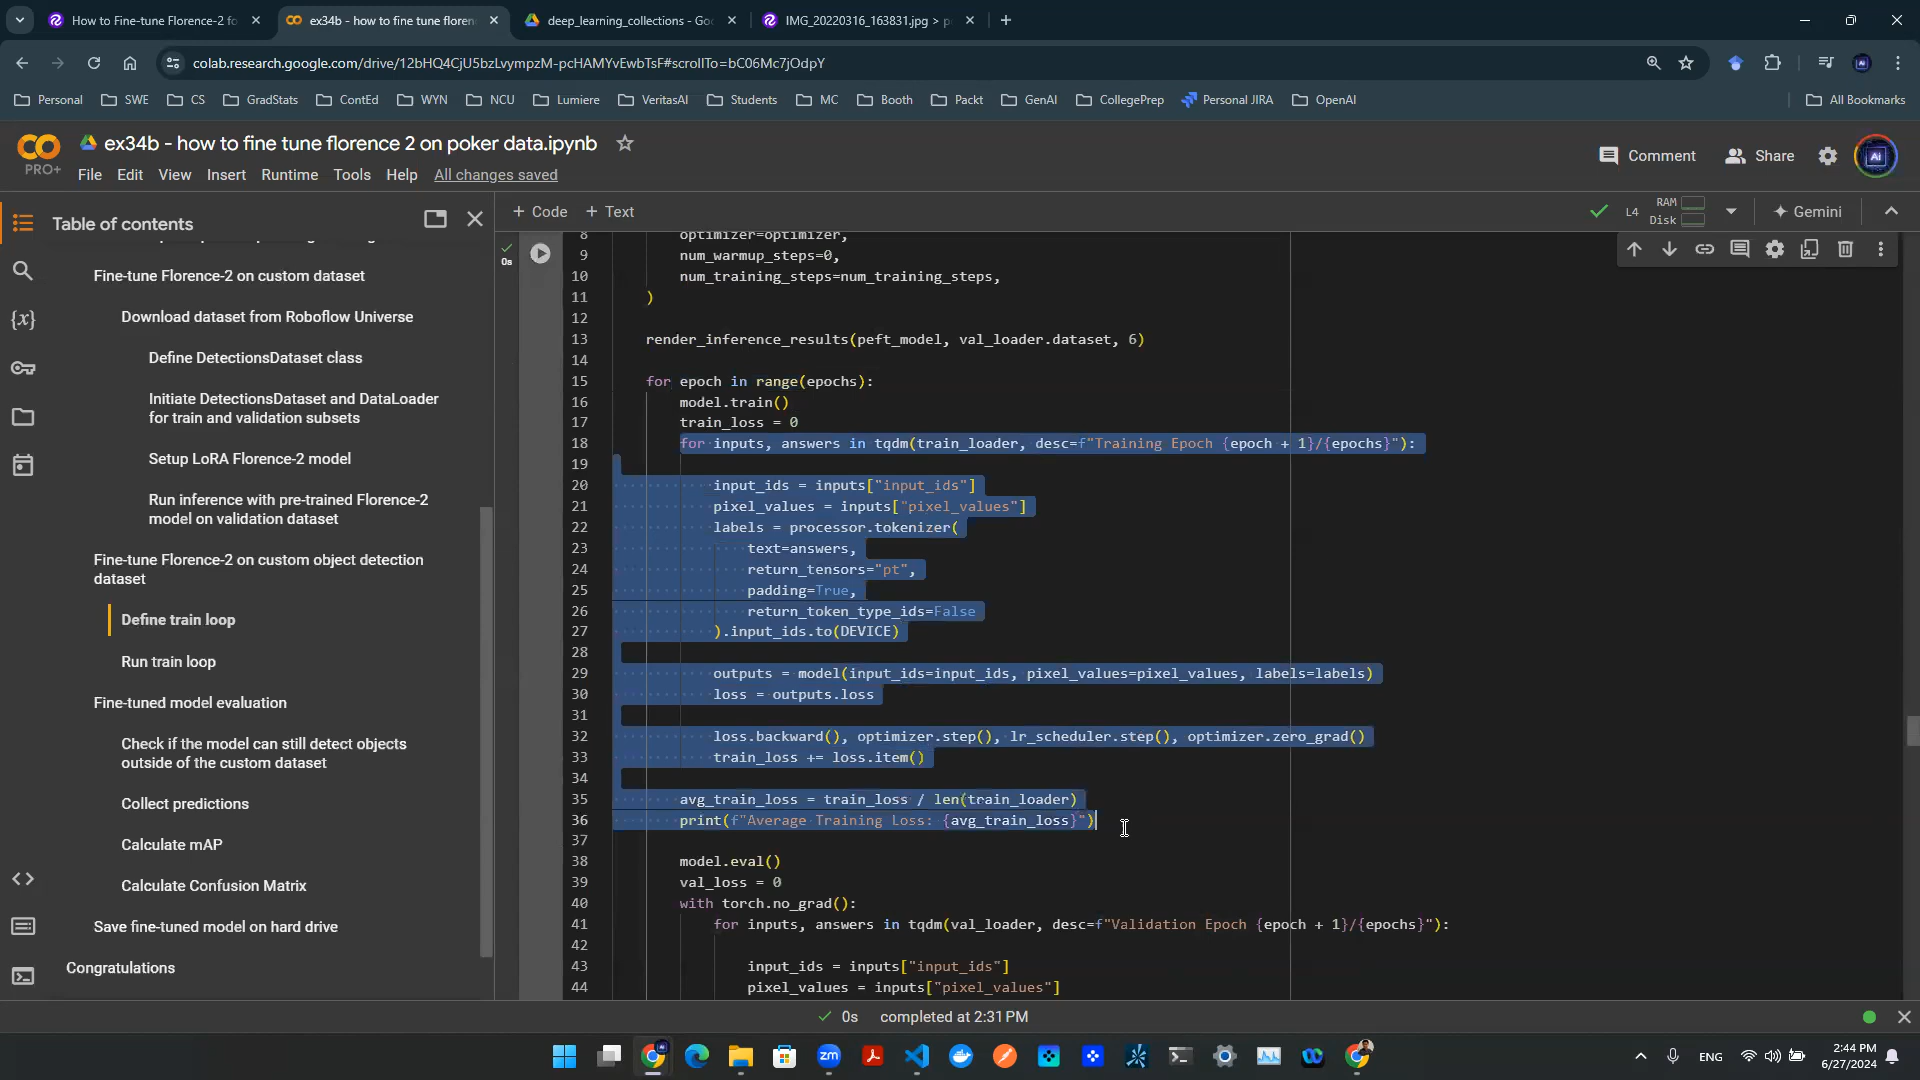 How to Fine-tune Florence-2 fo
ex34b - how to fine tune floren
deep_learning_collections - Goo
IMG_20220316_163831.jpg > p
colab.research.google.com/drive/12bHQ4CjU5bzLvympzM-pcHAMYvEwbTsF#scrollTo=bC06Mc7jOdpY
Personal SWE CS GradStats ContEd WYN NCU Lumiere VeritasAI Students MC Booth Packt GenAI CollegePrep Personal JIRA OpenAI All Bookmarks
CO
PRO+
ex34b - how to fine tune florence 2 on poker data.ipynb
Comment Share
File Edit View Insert Runtime Tools Help All changes saved
Table of contents
+ Code + Text
L4 RAM
Disk
Gemini
Fine-tune Florence-2 on custom dataset
Download dataset from Roboflow Universe
Define DetectionsDataset class
Initiate DetectionsDataset and DataLoader
for train and validation subsets
Setup LoRA Florence-2 model
Run inference with pre-trained Florence-2
model on validation dataset
Fine-tune Florence-2 on custom object detection
dataset
Define train loop
Run train loop
Fine-tuned model evaluation
Check if the model can still detect objects
outside of the custom dataset
Collect predictions
Calculate mAP
Calculate Confusion Matrix
Save fine-tuned model on hard drive
Congratulations
0s
8 optimizer=optimizer,
9 num_warmup_steps=0,
10 num_training_steps=num_training_steps,
11 )
12
13 render_inference_results(peft_model, val_loader.dataset, 6)
14
15 for epoch in range(epochs):
16 model.train()
17 train_loss = 0
18 for inputs, answers in tqdm(train_loader, desc=f"Training Epoch {epoch + 1}/{epochs}"):
19
20 input_ids = inputs["input_ids"]
21 pixel_values = inputs["pixel_values"]
22 labels = processor.tokenizer(
23 text=answers,
24 return_tensors="pt",
25 padding=True,
26 return_token_type_ids=False
27 ).input_ids.to(DEVICE)
28
29 outputs = model(input_ids=input_ids, pixel_values=pixel_values, labels=labels)
30 loss = outputs.loss
31
32 loss.backward(), optimizer.step(), lr_scheduler.step(), optimizer.zero_grad()
33 train_loss += loss.item()
34
35 avg_train_loss = train_loss / len(train_loader)
36 print(f"Average Training Loss: {avg_train_loss}")
37
38 model.eval()
39 val_loss = 0
40 with torch.no_grad():
41 for inputs, answers in tqdm(val_loader, desc=f"Validation Epoch {epoch + 1}/{epochs}"):
42
43 input_ids = inputs["input_ids"]
44 pixel_values = inputs["pixel_values"]
0s completed at 2:31 PM
ENG
2:44 PM
6/27/2024